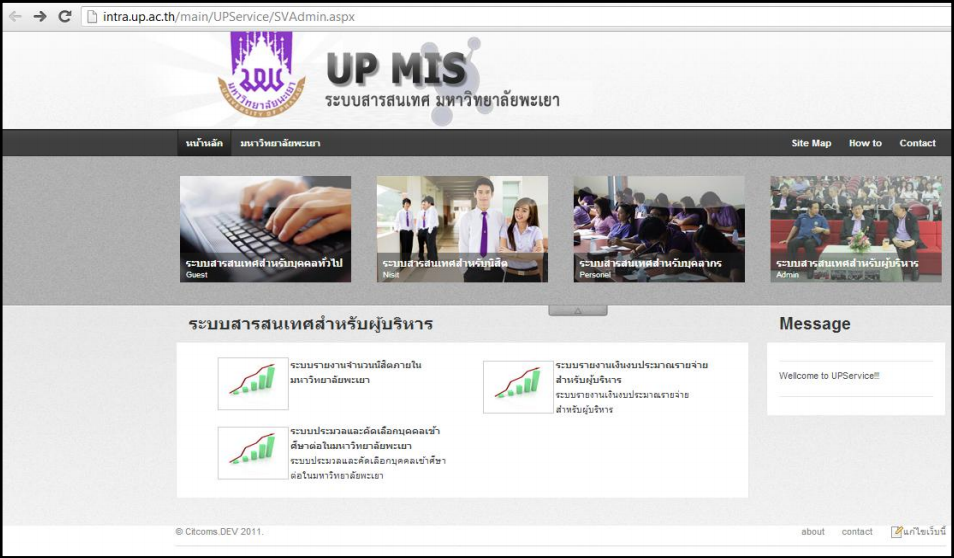 intra.up.ac.th/main/UPService/SVAdmin.aspx
UP MIS
ระบบสารสนเทศ มหาวิทยาลัยพะเยา
มหาวิทยาลัยพะเยา
UNIVERSITY OF PHAYAO
หน้าหลัก มหาวิทยาลัยพะเยา Site Map How to Contact
ระบบสารสนเทศสำหรับบุคคลทั่วไป
Guest
ระบบสารสนเทศสำหรับนิสิต
Nisit
ระบบสารสนเทศสำหรับบุคลากร
Personel
ระบบสารสนเทศสำหรับผู้บริหาร
Admin
ระบบสารสนเทศสำหรับผู้บริหาร
ระบบรายงานจำนวนนิสิตภายใน
มหาวิทยาลัยพะเยา
ระบบรายงานเงินงบประมาณรายจ่าย
สำหรับผู้บริหาร
ระบบรายงานเงินงบประมาณรายจ่าย
สำหรับผู้บริหาร
ระบบประมวลและคัดเลือกบุคคลเข้า
ศึษาต่อในมหาวิทยาลัยพะเยา
ระบบประมวลและคัดเลือกบุคคลเข้าศึษา
ต่อในมหาวิทยาลัยพะเยา
Message
Wellcome to UPService!!!
© Citcoms.DEV 2011. about contact แก้ไขเว็บนี้